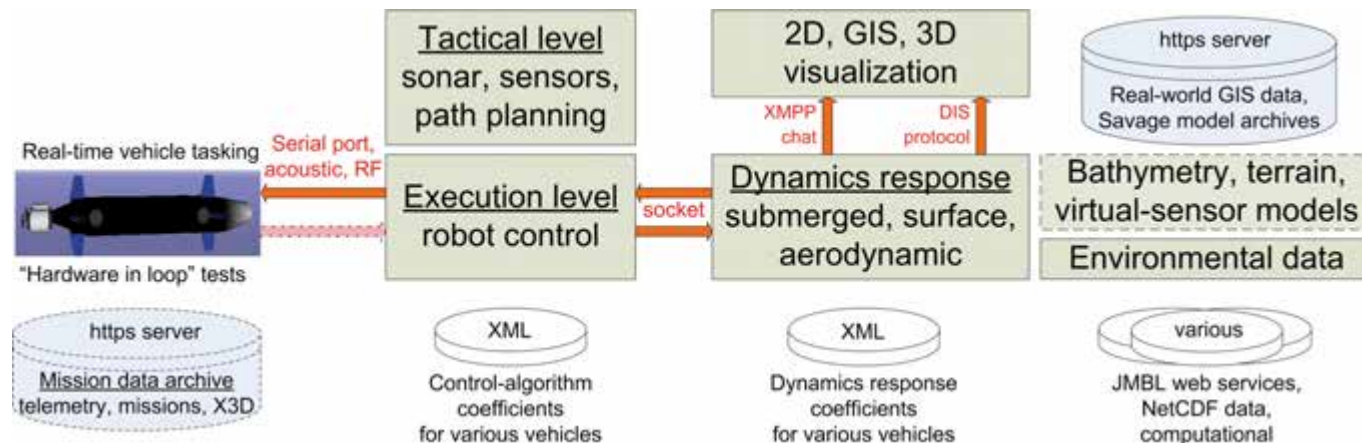 Tactical level
sonar, sensors,
path planning
2D, GIS, 3D
visualization
https server
Real-world GIS data,
Savage model archives
XMPP
chat
DIS
protocol
Real-time vehicle tasking
Serial port,
acoustic, RF
Execution level
robot control
socket
Dynamics response
submerged, surface,
aerodynamic
Bathymetry, terrain,
virtual-sensor models
Environmental data
“Hardware in loop” tests
https server
Mission data archive
telemetry, missions, X3D
XML
Control-algorithm
coefficients
for various vehicles
XML
Dynamics response
coefficients
for various vehicles
various
JMBL web services,
NetCDF data,
computational